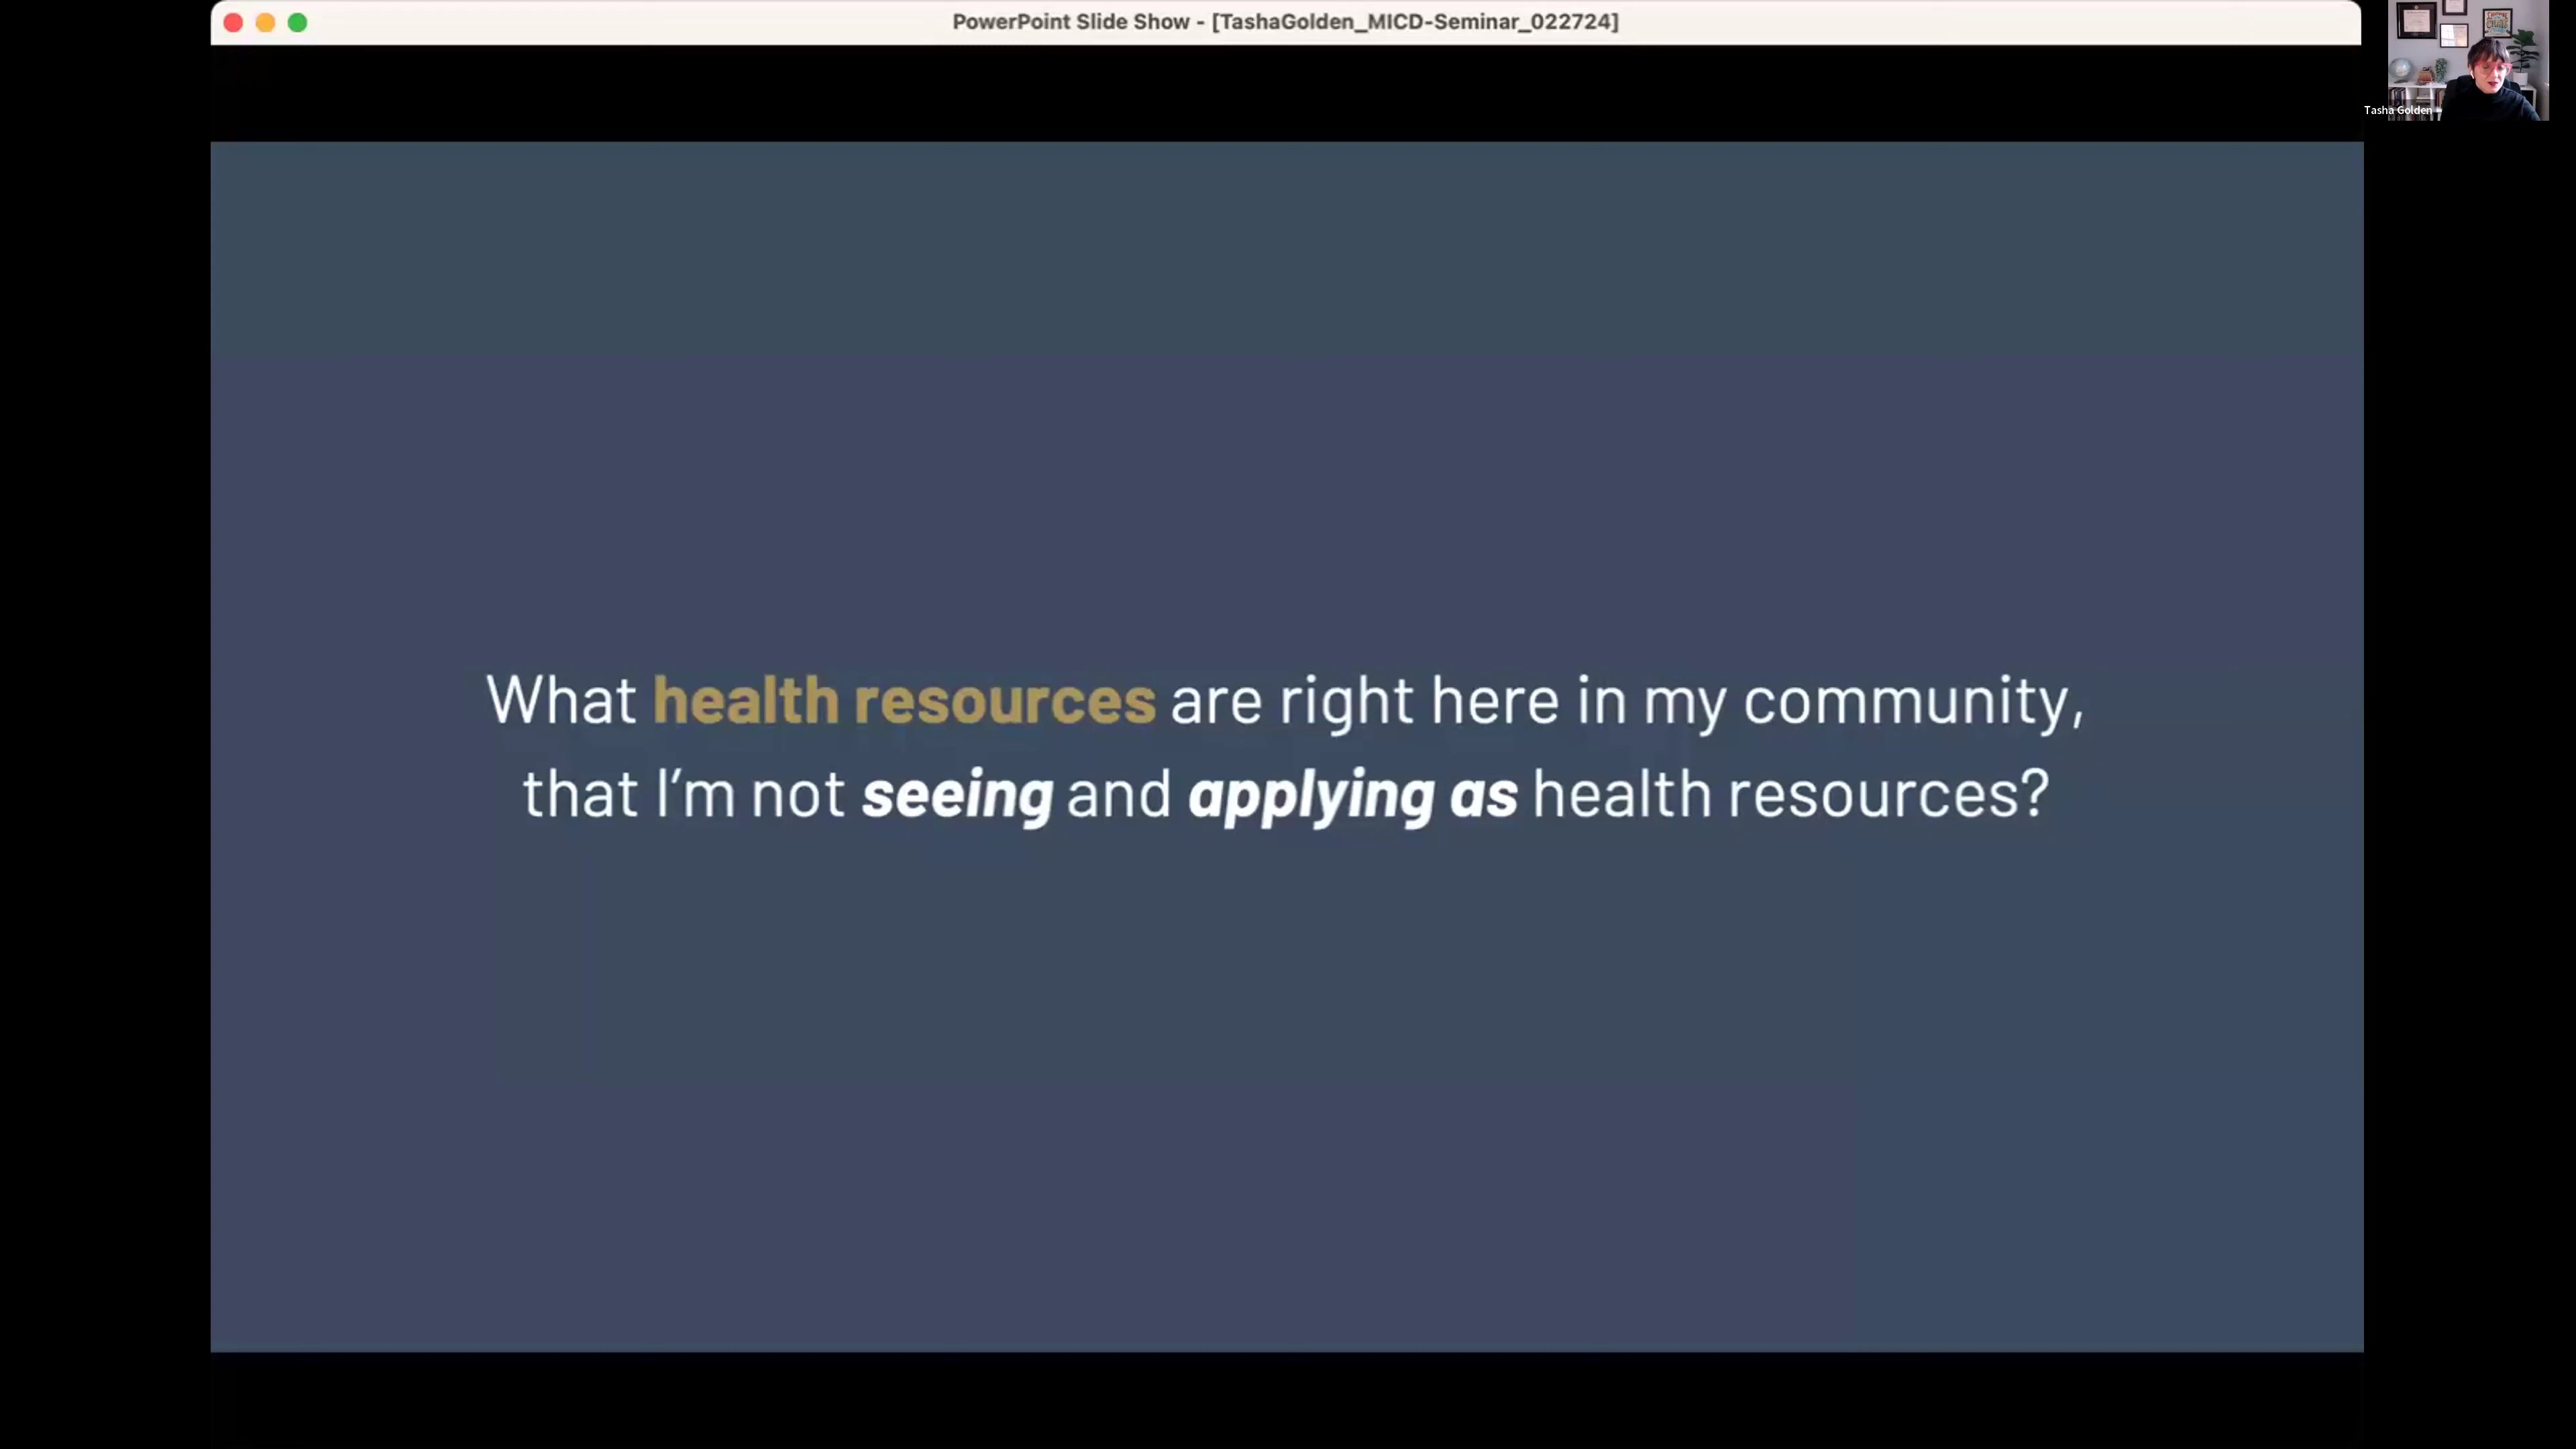 PowerPoint Slide Show - [TashaGolden_MICD-Seminar_022724]
Tasha Golden
What health resources are right here in my community,
that I’m not seeing and applying as health resources?